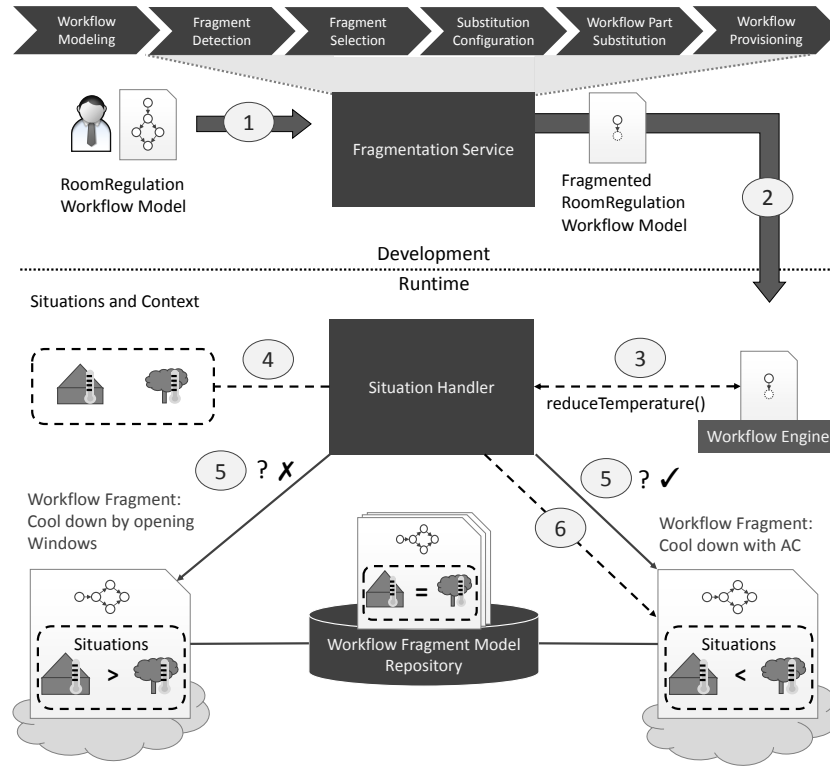 Workflow
Modeling
Fragment
Detection
Fragment
Selection
Substitution
Configuration
Workflow Part
Substitution
Workflow
Provisioning
1
RoomRegulation
Workflow Model
Fragmentation Service
Fragmented
RoomRegulation
Workflow Model
2
Development
Runtime
Situations and Context
4
Situation Handler
3
reduceTemperature()
Workflow Engine
5 ? ✗
5 ? ✓
6
Workflow Fragment:
Cool down by opening
Windows
Workflow Fragment:
Cool down with AC
=
Workflow Fragment Model
Repository
Situations
>
Situations
<